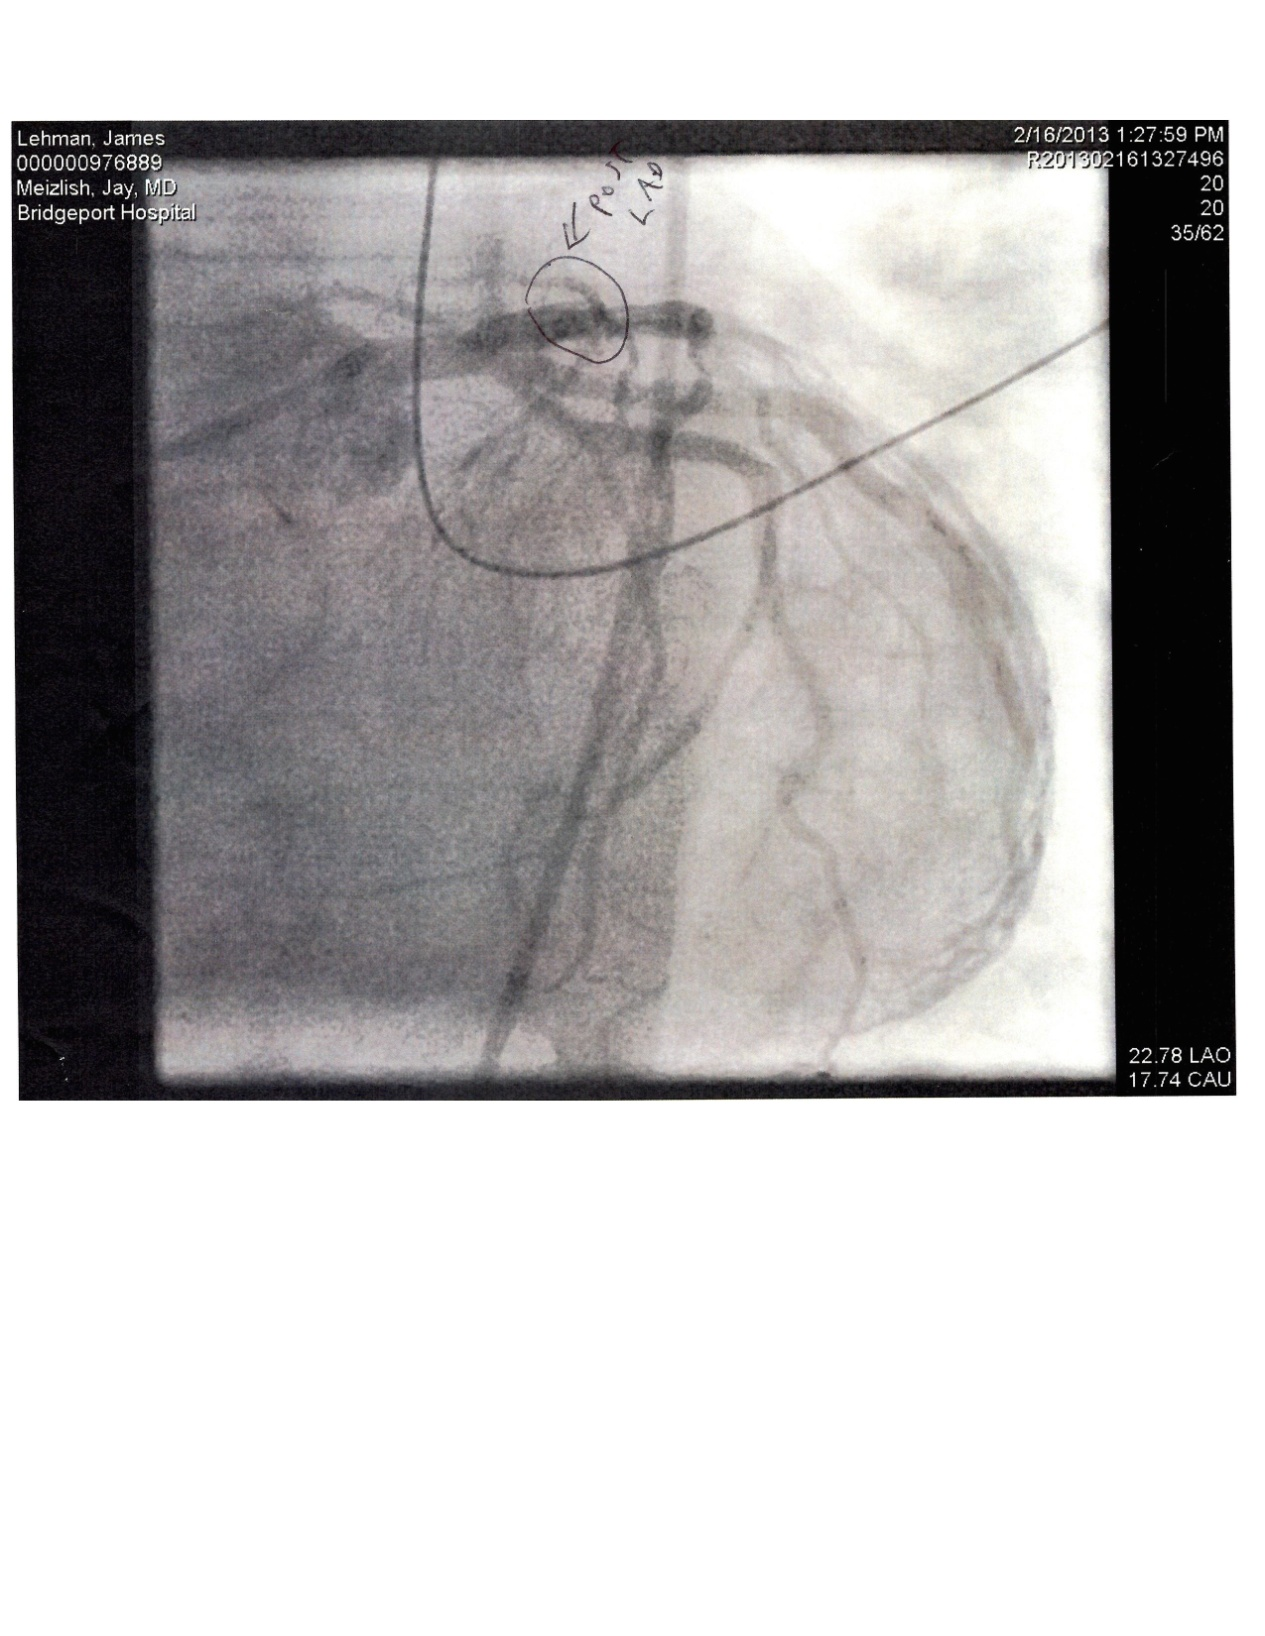 Lehman, James
000000976889
Meizlish, Jay, MD
Bridgeport Hospital
2/16/2013 1:27:59 PM
R201302161327496
20
20
35/62
POST
LAD
22.78 LAO
17.74 CAU